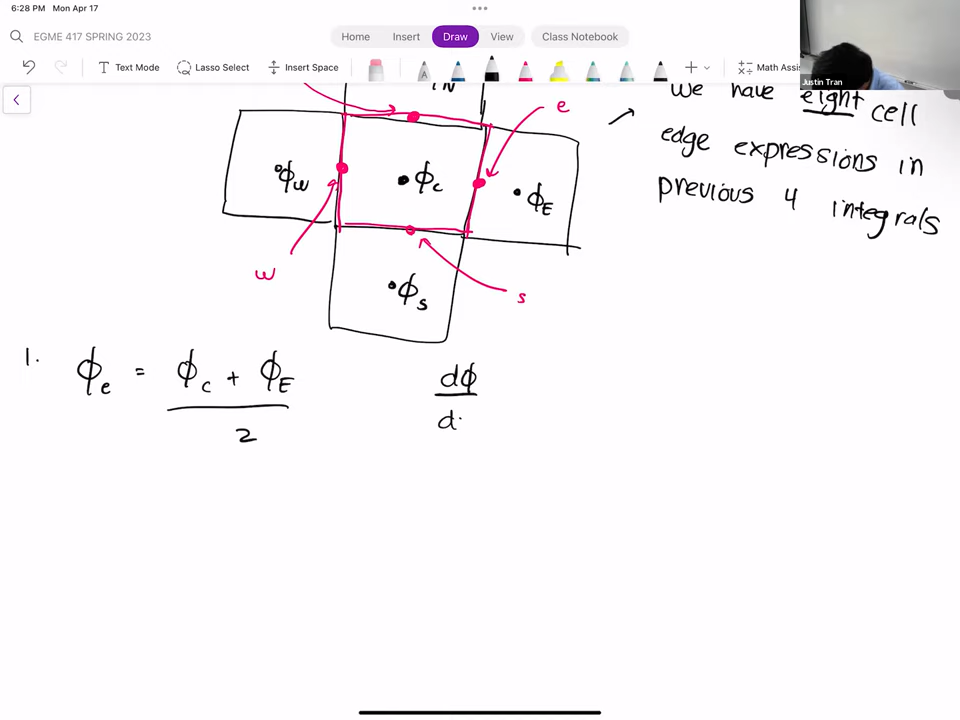 6:28 PM Mon Apr 17
EGME 417 SPRING 2023
Home Insert Draw View Class Notebook
Text Mode Lasso Select Insert Space Math Assis
Justin Tran
N
e
We have eight cell
edge expressions in
previous 4 integrals
ϕw
ϕc
ϕE
w
ϕs
s
1. ϕe = ϕc + ϕE
2
dϕ
d